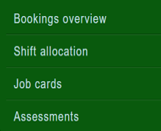 Bookings overview
Shift allocation
Job cards
Assessments